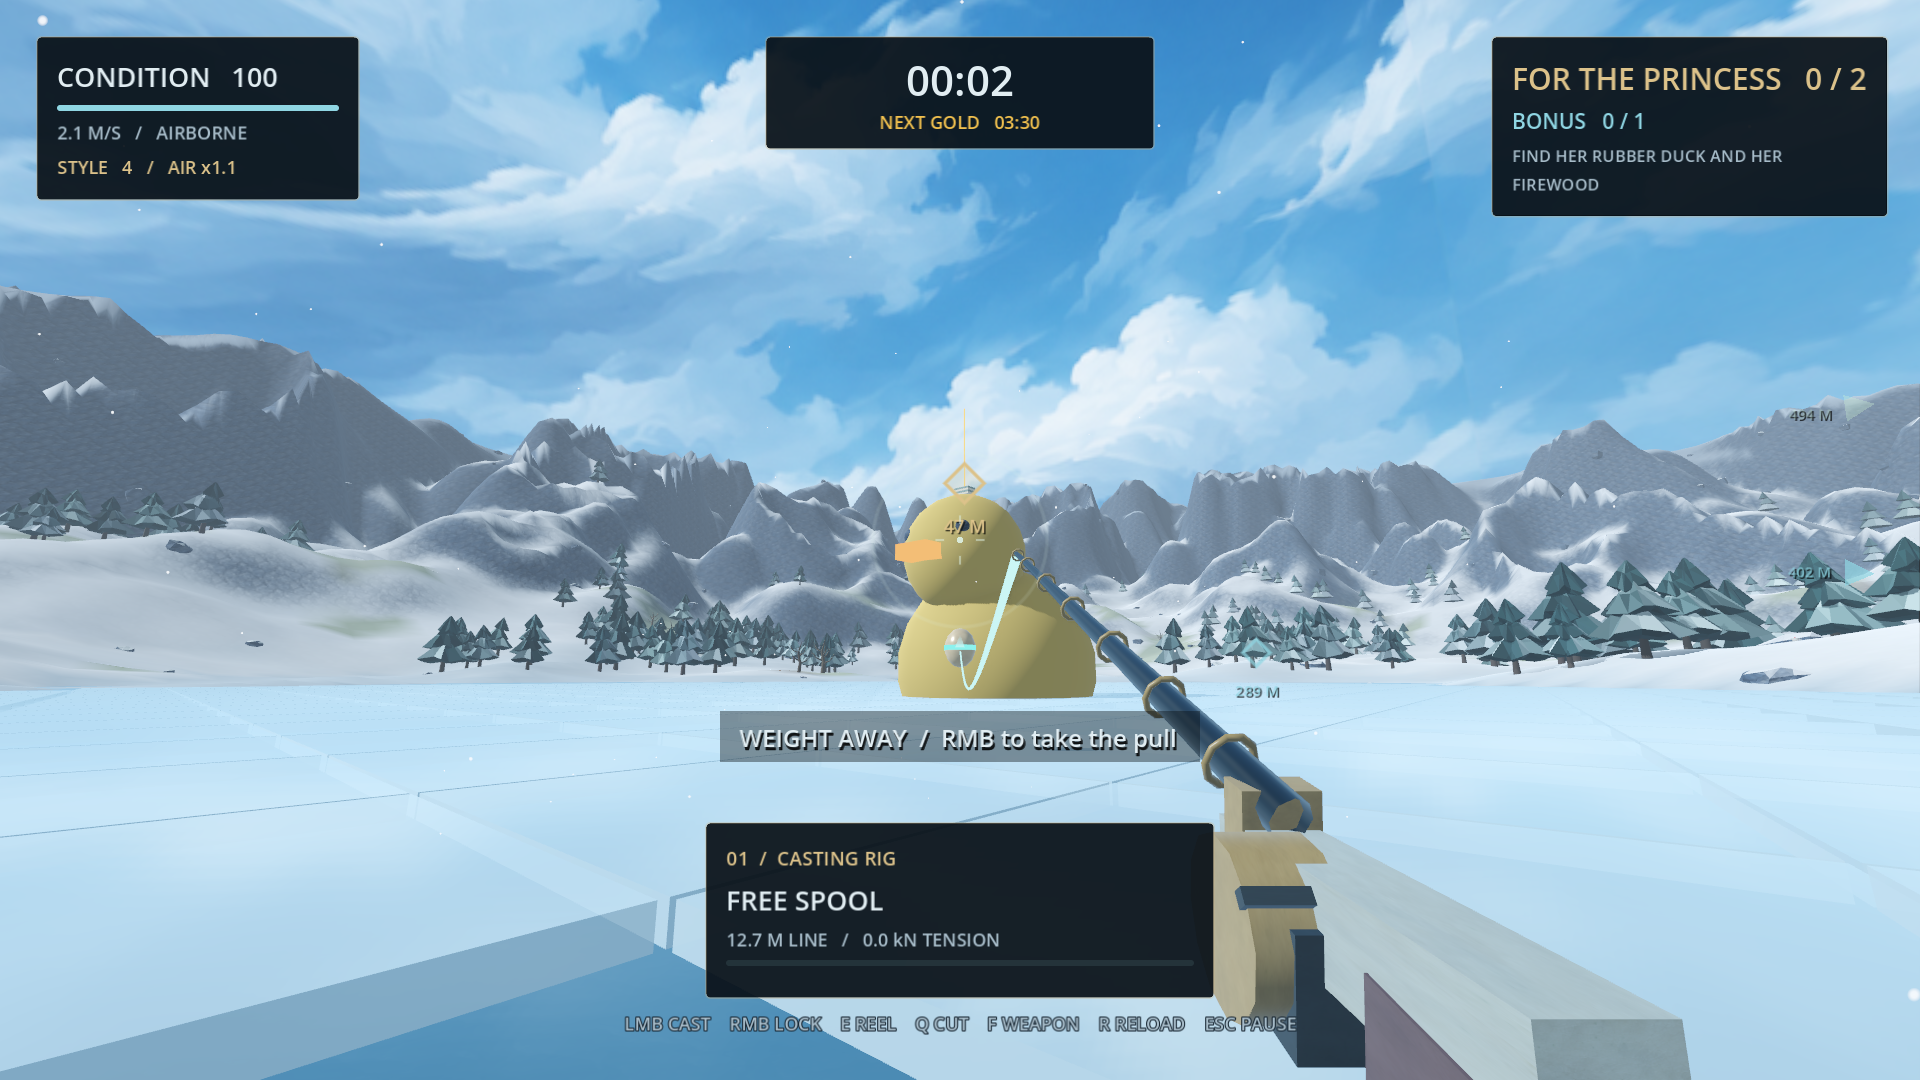 CONDITION 100
2.1 M/S / AIRBORNE
STYLE 4 / AIR x1.1
00:02
NEXT GOLD 03:30
FOR THE PRINCESS 0 / 2
BONUS 0 / 1
FIND HER RUBBER DUCK AND HER
FIREWOOD
494 M
47 M
402 M
289 M
WEIGHT AWAY / RMB to take the pull
01 / CASTING RIG
FREE SPOOL
12.7 M LINE / 0.0 kN TENSION
LMB CAST RMB LOCK E REEL Q CUT F WEAPON R RELOAD ESC PAUSE